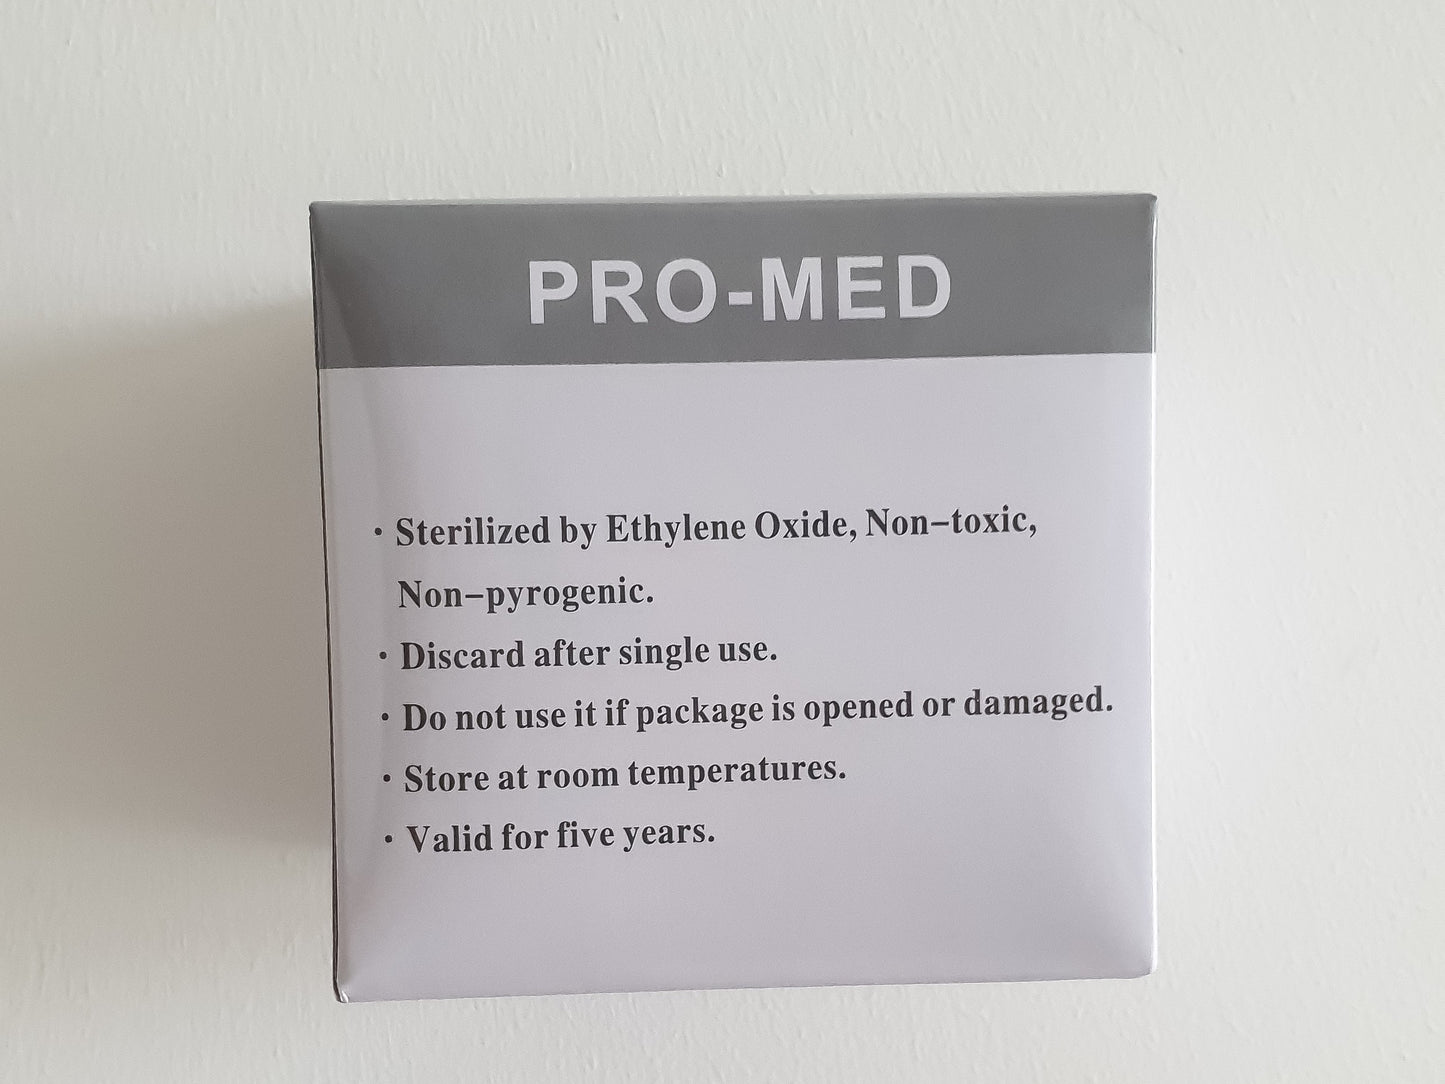 PRO-MED
· Sterilized by Ethylene Oxide, Non-toxic,
Non-pyrogenic.
· Discard after single use.
· Do not use it if package is opened or damaged.
· Store at room temperatures.
· Valid for five years.